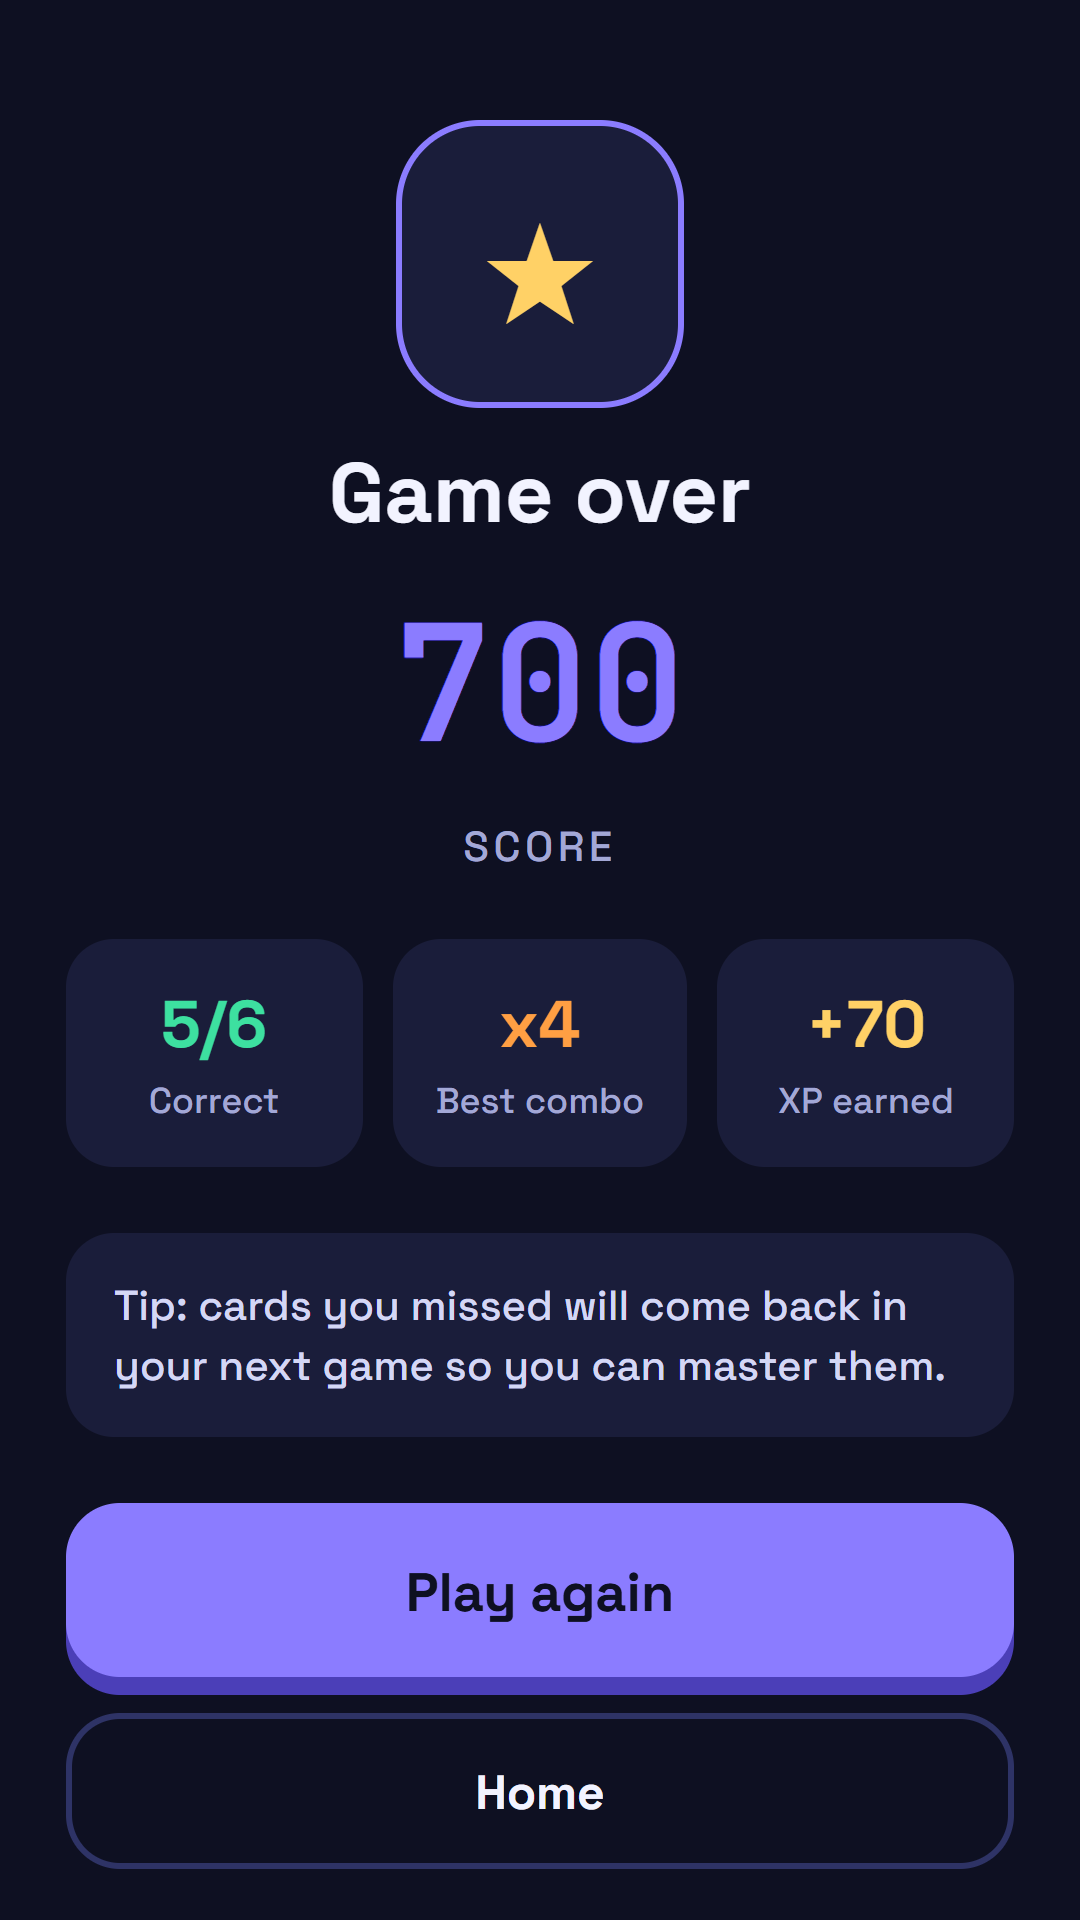 Game over
700
SCORE
5/6
Correct
x4
Best combo
+70
XP earned
Tip: cards you missed will come back in
your next game so you can master them.
Play again
Home